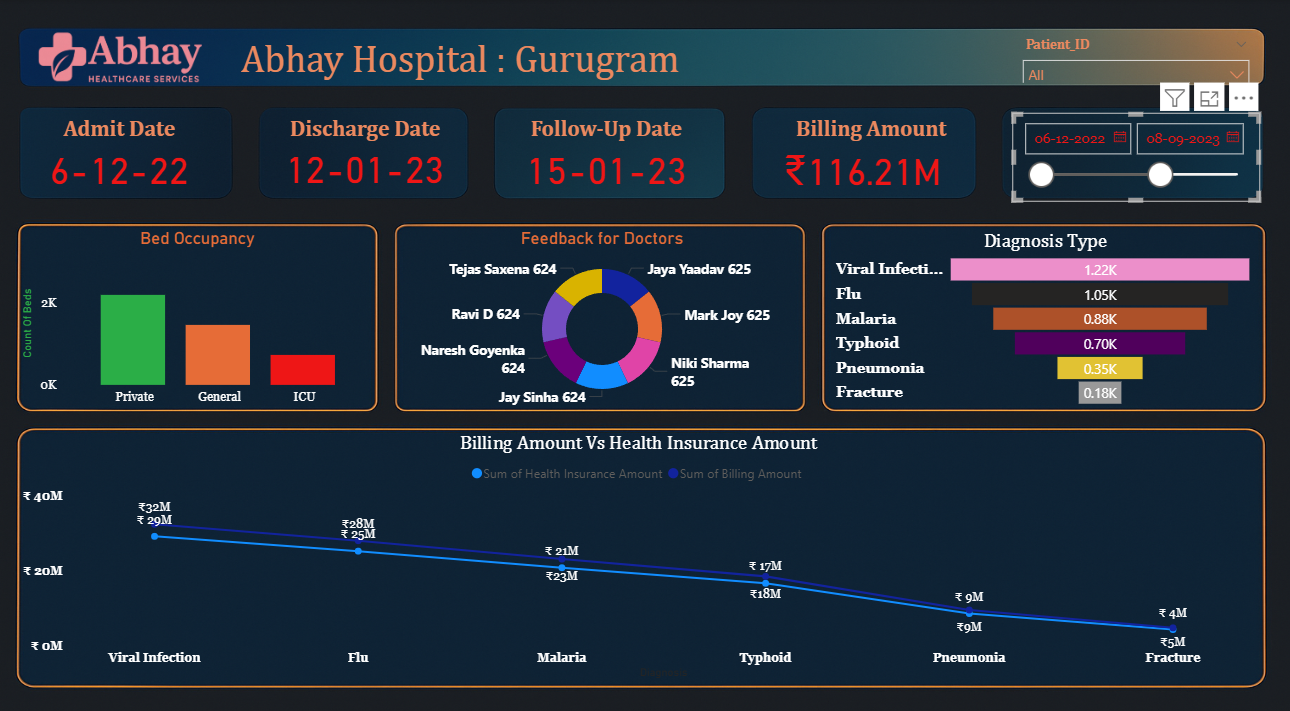 Abhay
HEALTHCARE SERVICES
Abhay Hospital : Gurugram
Patient_ID
All
Admit Date
6-12-22
Discharge Date
12-01-23
Follow-Up Date
15-01-23
Billing Amount
₹116.21M
06-12-2022
08-09-2023
Bed Occupancy
Count Of Beds
2K
0K
Private
General
ICU
Feedback for Doctors
Tejas Saxena 624
Jaya Yaadav 625
Ravi D 624
Mark Joy 625
Naresh Goyenka
624
Niki Sharma
625
Jay Sinha 624
Diagnosis Type
Viral Infecti... 1.22K
Flu 1.05K
Malaria 0.88K
Typhoid 0.70K
Pneumonia 0.35K
Fracture 0.18K
Billing Amount Vs Health Insurance Amount
Sum of Health Insurance Amount Sum of Billing Amount
₹ 40M
₹ 20M
₹ 0M
₹32M
₹ 29M
₹28M
₹ 25M
₹ 21M
₹23M
₹ 17M
₹18M
₹ 9M
₹9M
₹ 4M
₹5M
Viral Infection
Flu
Malaria
Typhoid
Pneumonia
Fracture